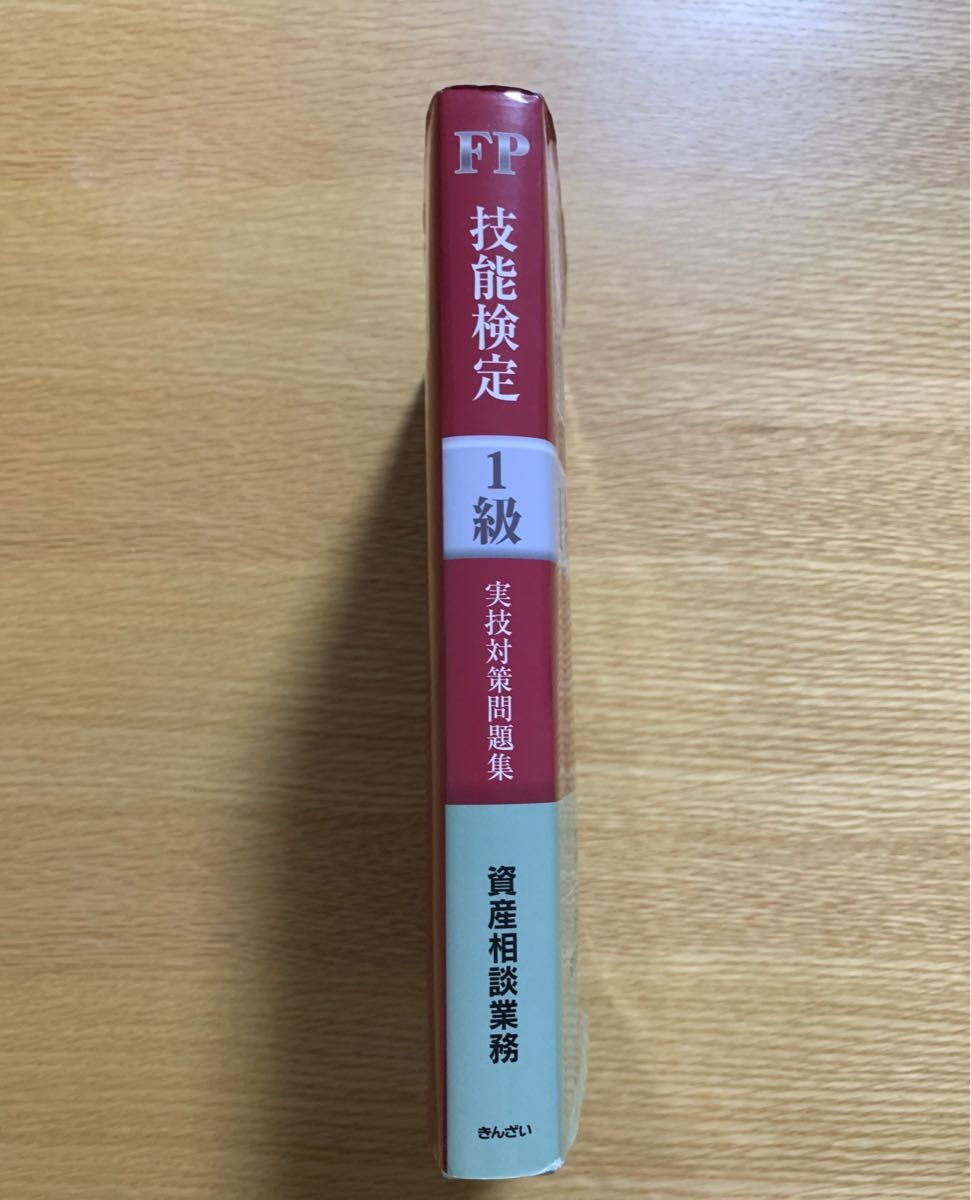 FP
技能検定
1級
実技対策問題集
資産相談業務
きんざい